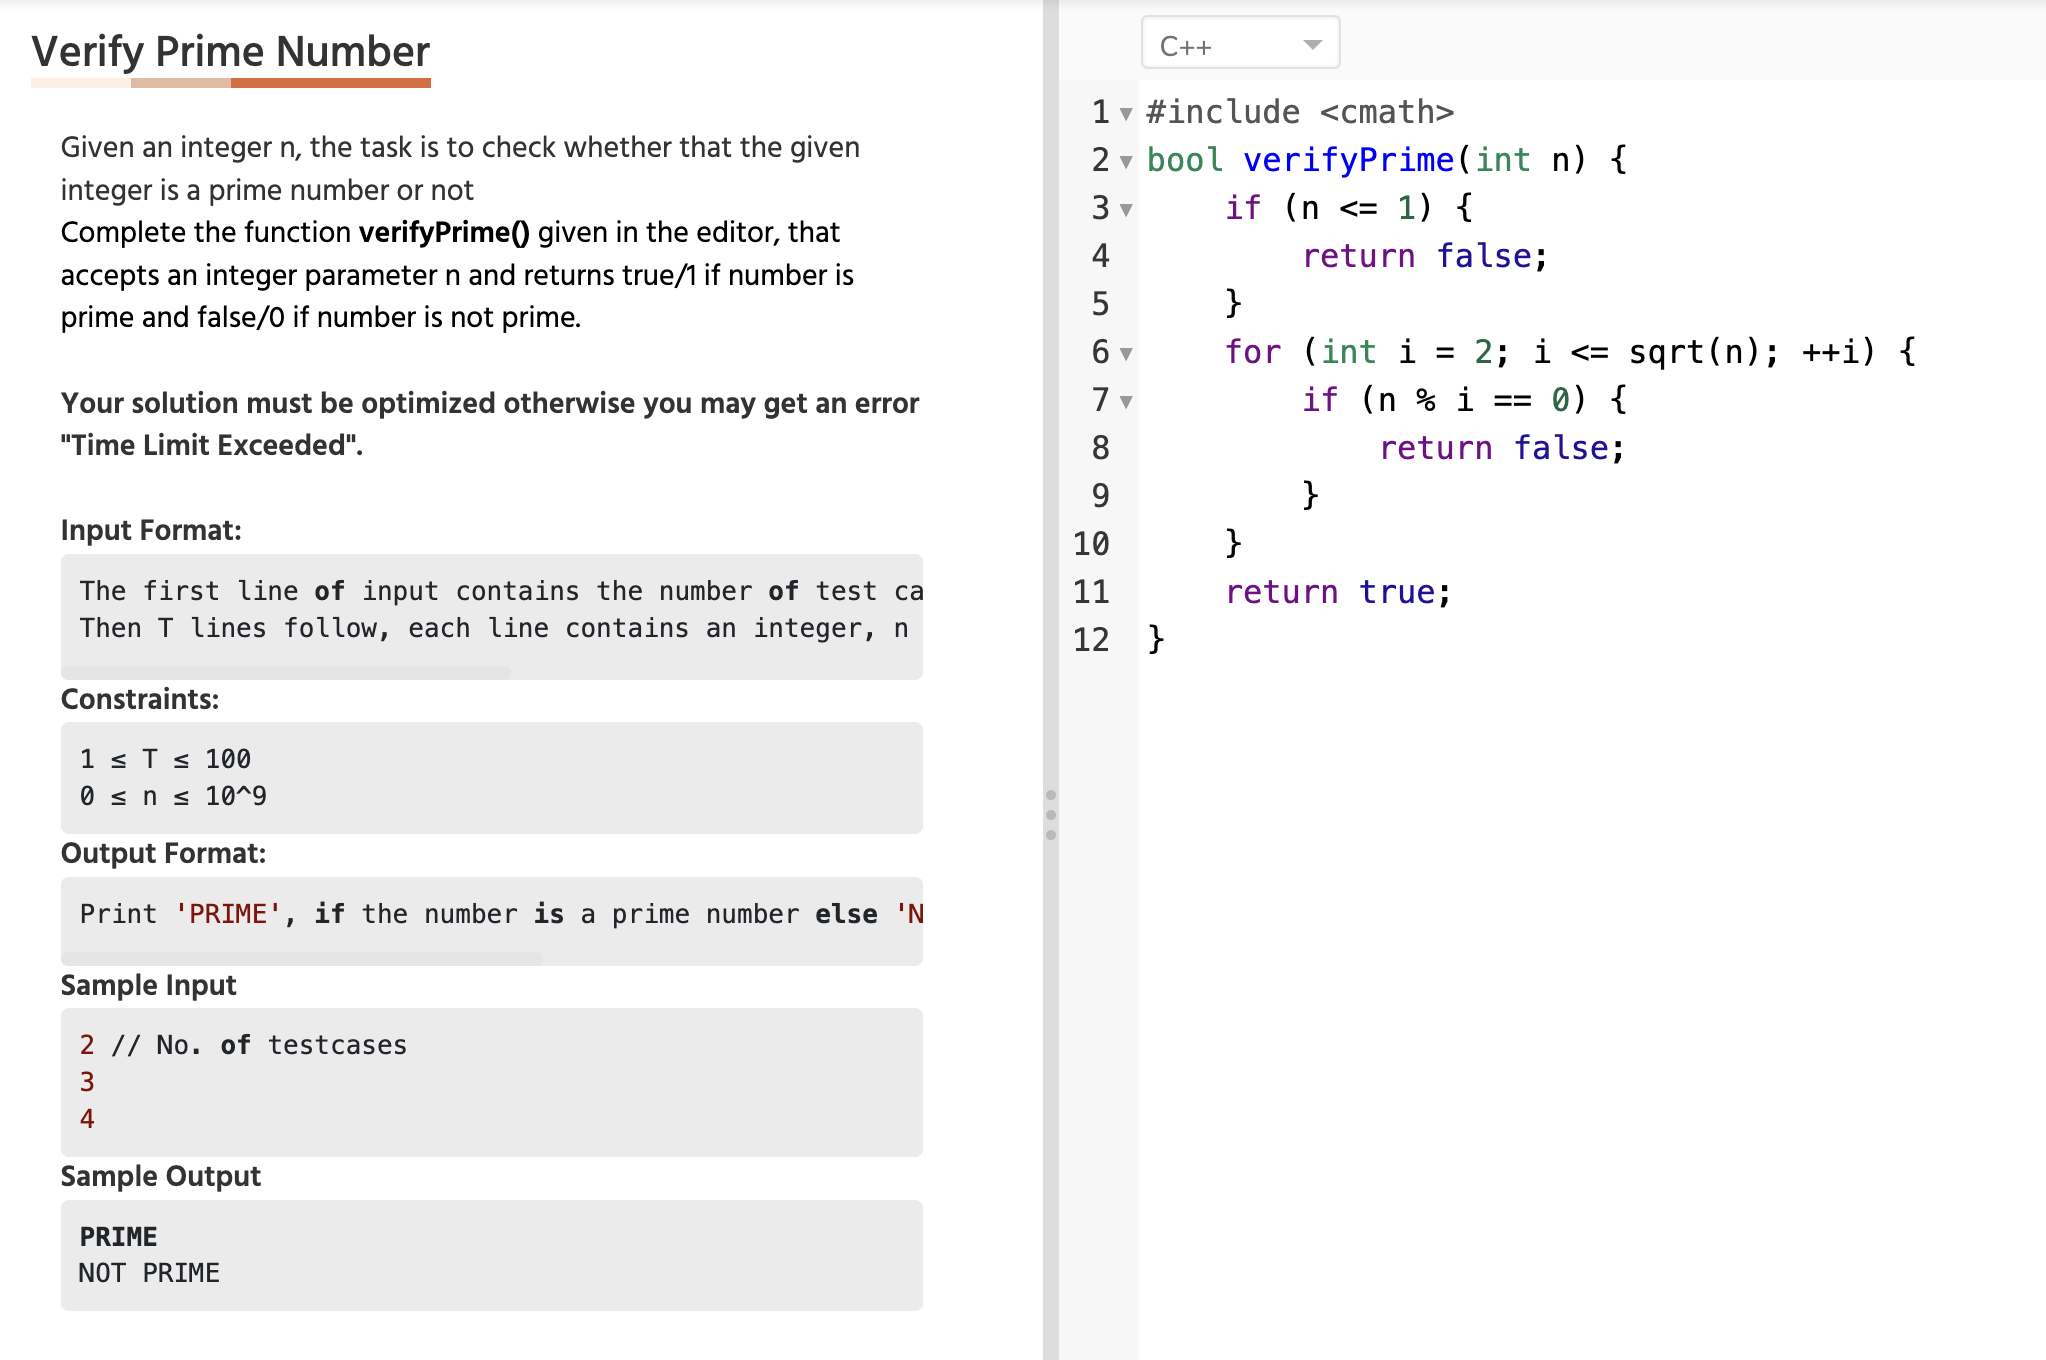 Verify Prime Number
Given an integer n, the task is to check whether that the given
integer is a prime number or not
Complete the function verifyPrime() given in the editor, that
accepts an integer parameter n and returns true/1 if number is
prime and false/0 if number is not prime.
Your solution must be optimized otherwise you may get an error
"Time Limit Exceeded".
Input Format:
The first line of input contains the number of test ca
Then T lines follow, each line contains an integer, n
Constraints:
1 ≤ T ≤ 100
0 ≤ n ≤ 10^9
Output Format:
Print 'PRIME', if the number is a prime number else 'N
Sample Input
2 // No. of testcases
3
4
Sample Output
PRIME
NOT PRIME
C++
1 #include <cmath>
2 bool verifyPrime(int n) {
3     if (n <= 1) {
4         return false;
5     }
6     for (int i = 2; i <= sqrt(n); ++i) {
7         if (n % i == 0) {
8             return false;
9         }
10     }
11     return true;
12 }